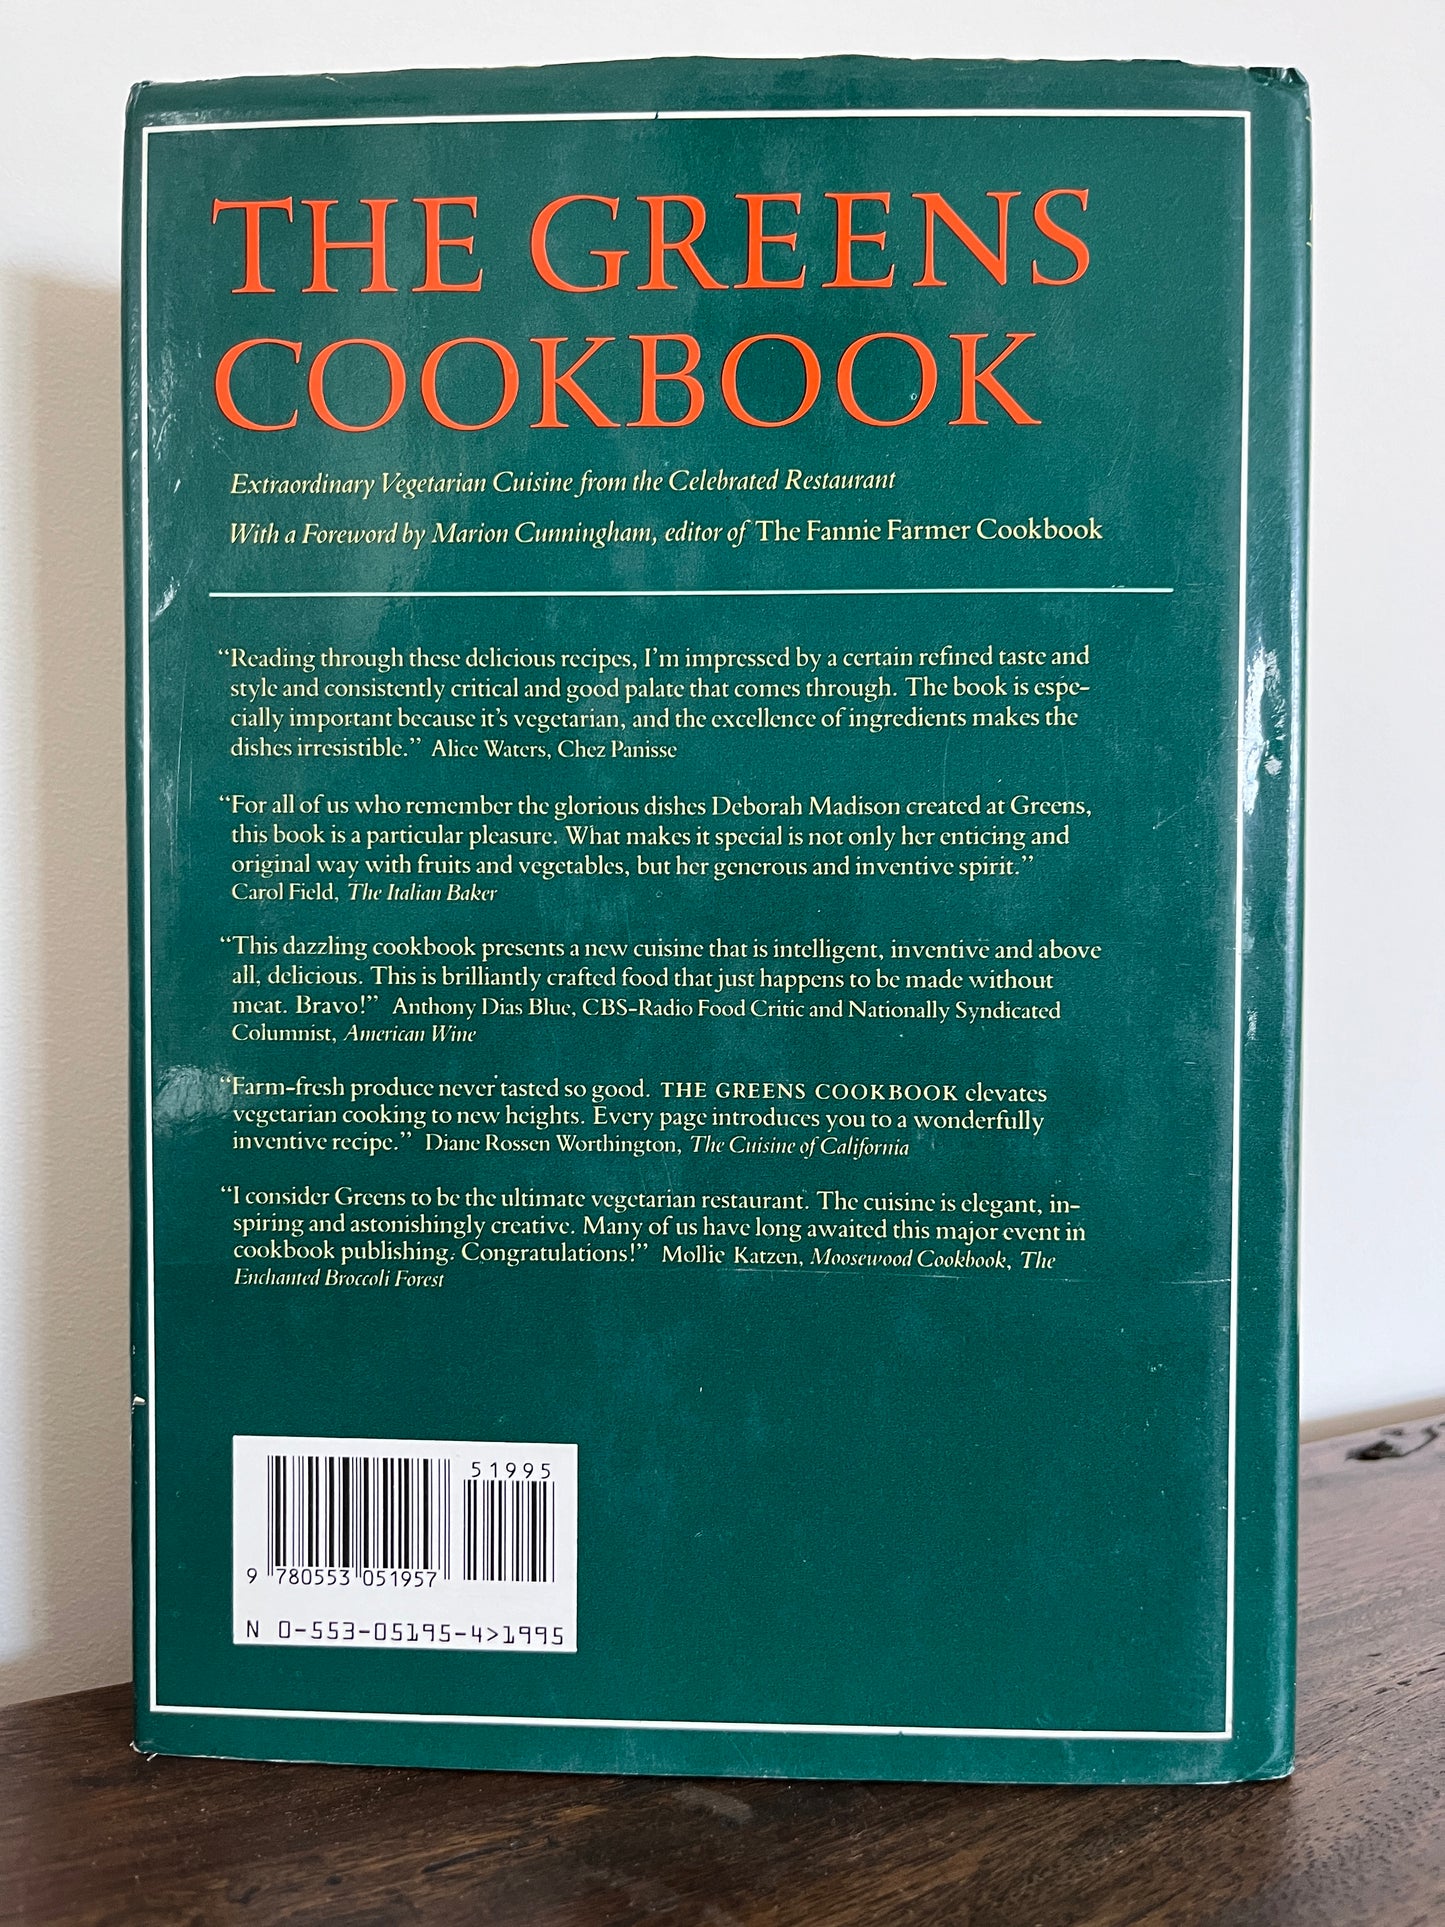 THE GREENS
COOKBOOK
Extraordinary Vegetarian Cuisine from the Celebrated Restaurant
With a Foreword by Marion Cunningham, editor of The Fannie Farmer Cookbook
“Reading through these delicious recipes, I’m impressed by a certain refined taste and
style and consistently critical and good palate that comes through. The book is espe-
cially important because it’s vegetarian, and the excellence of ingredients makes the
dishes irresistible.” Alice Waters, Chez Panisse
“For all of us who remember the glorious dishes Deborah Madison created at Greens,
this book is a particular pleasure. What makes it special is not only her enticing and
original way with fruits and vegetables, but her generous and inventive spirit.”
Carol Field, The Italian Baker
“This dazzling cookbook presents a new cuisine that is intelligent, inventive and above
all, delicious. This is brilliantly crafted food that just happens to be made without
meat. Bravo!” Anthony Dias Blue, CBS-Radio Food Critic and Nationally Syndicated
Columnist, American Wine
“Farm-fresh produce never tasted so good. THE GREENS COOKBOOK elevates
vegetarian cooking to new heights. Every page introduces you to a wonderfully
inventive recipe.” Diane Rossen Worthington, The Cuisine of California
“I consider Greens to be the ultimate vegetarian restaurant. The cuisine is elegant, in-
spiring and astonishingly creative. Many of us have long awaited this major event in
cookbook publishing. Congratulations!” Mollie Katzen, Moosewood Cookbook, The
Enchanted Broccoli Forest
51995
9 780553 051957
N 0-553-05195-4>1995